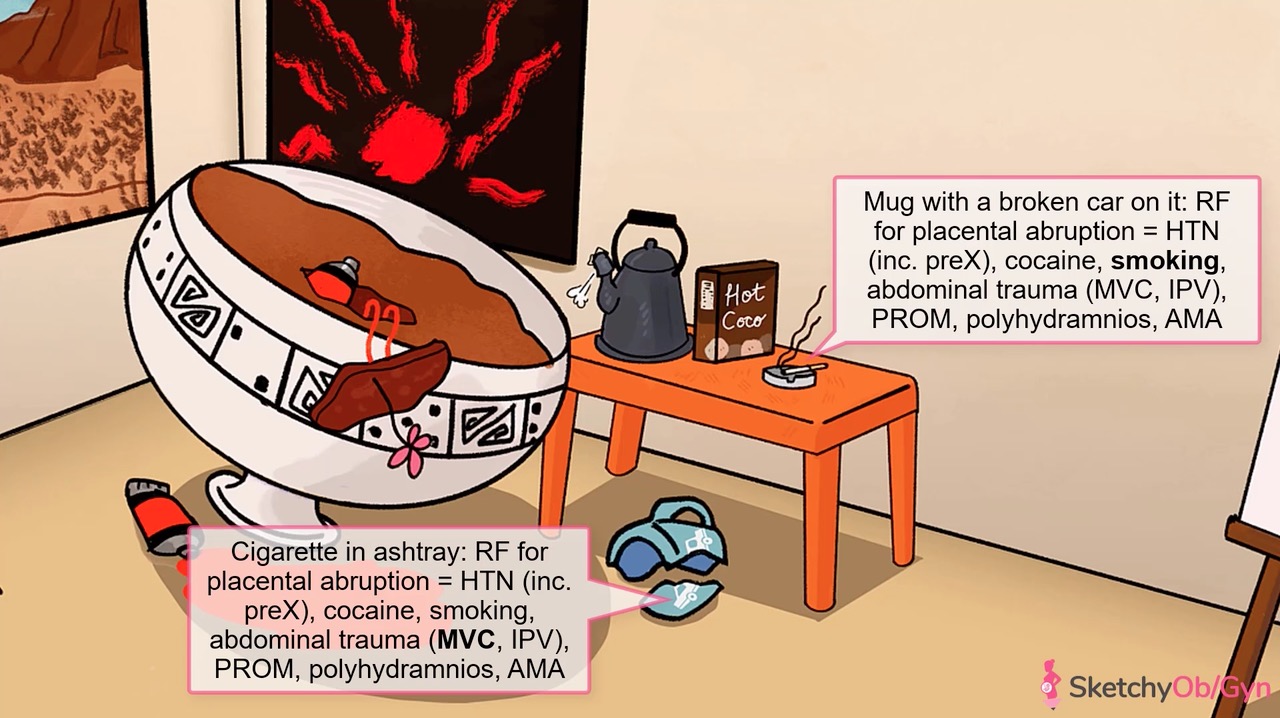 Mug with a broken car on it: RF
for placental abruption = HTN
(inc. preX), cocaine, smoking,
abdominal trauma (MVC, IPV),
PROM, polyhydramnios, AMA
Hot
Coco
Cigarette in ashtray: RF for
placental abruption = HTN (inc.
preX), cocaine, smoking,
abdominal trauma (MVC, IPV),
PROM, polyhydramnios, AMA
SketchyOb/Gyn